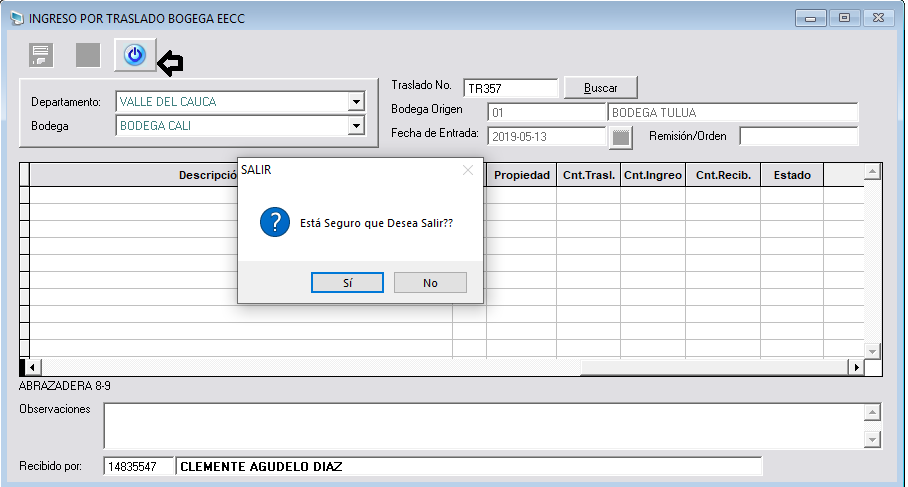 INGRESO POR TRASLADO BOGEGA EECC
Departamento: VALLE DEL CAUCA
Bodega BODEGA CALI
Traslado No. TR357 Buscar
Bodega Origen 01 BODEGA TULUA
Fecha de Entrada: 2019-05-13 Remisión/Orden
Descripció Propiedad Cnt.Trasl. Cnt.Ingreo Cnt.Recib. Estado
SALIR
Está Seguro que Desea Salir??
Sí No
ABRAZADERA 8-9
Observaciones
Recibido por: 14835547 CLEMENTE AGUDELO DIAZ